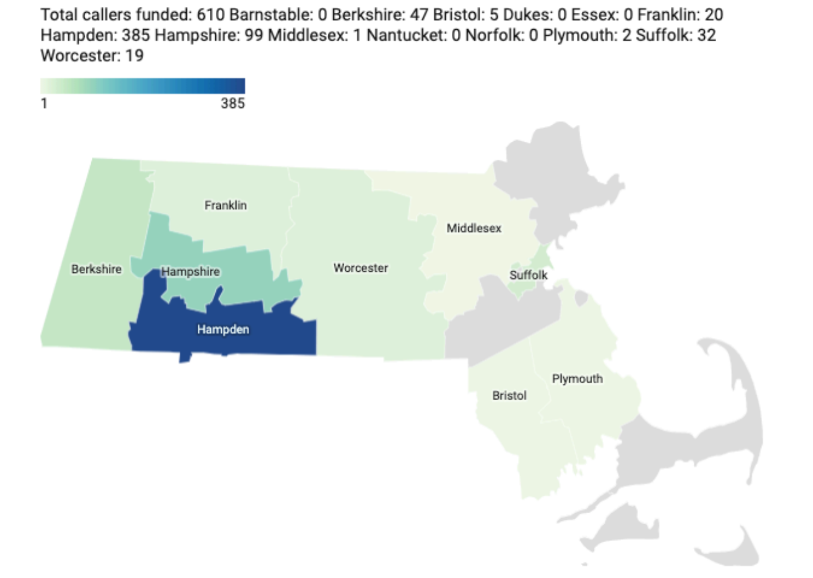 Total callers funded: 610 Barnstable: 0 Berkshire: 47 Bristol: 5 Dukes: 0 Essex: 0 Franklin: 20
Hampden: 385 Hampshire: 99 Middlesex: 1 Nantucket: 0 Norfolk: 0 Plymouth: 2 Suffolk: 32
Worcester: 19
1 385
Franklin
Middlesex
Berkshire
Hampshire
Worcester
Suffolk
Hampden
Plymouth
Bristol